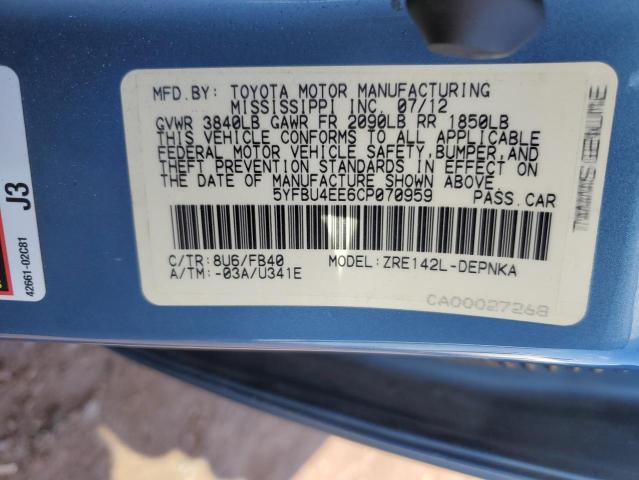 MFD.BY: TOYOTA MOTOR MANUFACTURING
MISSISSIPPI INC. 07/12
GVWR 3840LB GAWR FR 2090LB RR 1850LB
THIS VEHICLE CONFORMS TO ALL APPLICABLE
FEDERAL MOTOR VEHICLE SAFETY,BUMPER,AND
THEFT PREVENTION STANDARDS IN EFFECT ON
THE DATE OF MANUFACTURE SHOWN ABOVE.
5YFBU4EE6CP070959 PASS.CAR
C/TR:8U6/FB40 MODEL:ZRE142L-DEPNKA
A/TM:-03A/U341E
CA00027268
GENUINE
J3
42661-02C81